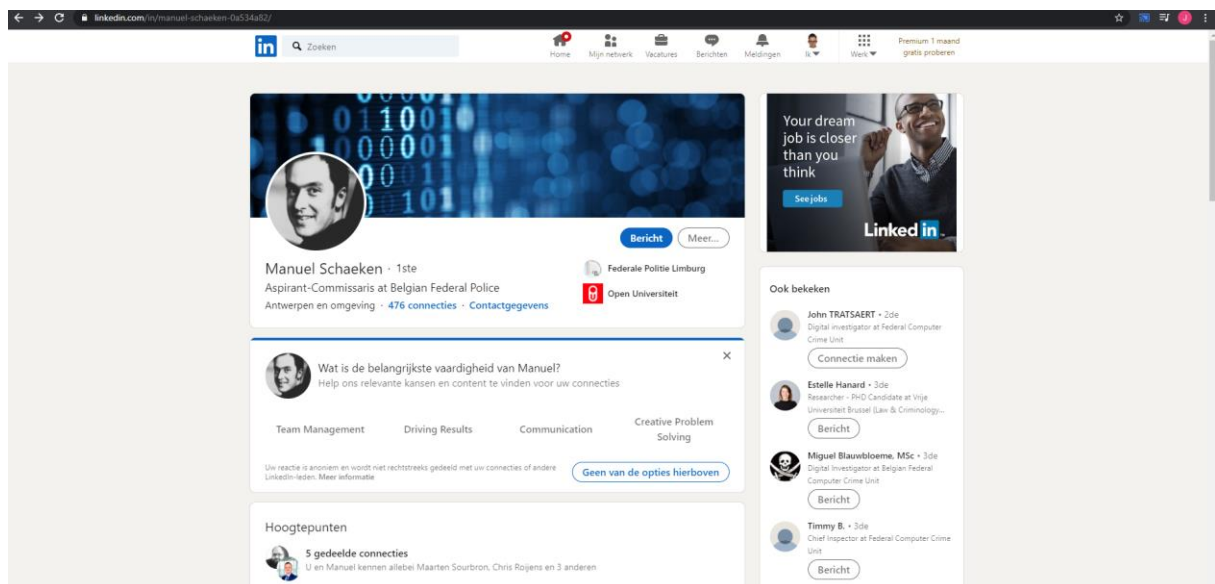 linkedin.com/in/manuel-schaeken-0a534a82/
in
Zoeken
Home
Mijn netwerk
Vacatures
Berichten
Meldingen
Ik
Werk
Premium 1 maand
gratis proberen
Manuel Schaeken · 1ste
Aspirant-Commissaris at Belgian Federal Police
Antwerpen en omgeving · 476 connecties · Contactgegevens
Bericht
Meer...
Federale Politie Limburg
Open Universiteit
Wat is de belangrijkste vaardigheid van Manuel?
Help ons relevante kansen en content te vinden voor uw connecties
Team Management
Driving Results
Communication
Creative Problem
Solving
Uw reactie is anoniem en wordt niet rechtstreeks gedeeld met uw connecties of andere
LinkedIn-leden. Meer informatie
Geen van de opties hierboven
Hoogtepunten
5 gedeelde connecties
U en Manuel kennen allebei Maarten Sourbron, Chris Roijens en 3 anderen
Your dream
job is closer
than you
think
See jobs
Linked in
Ook bekeken
John TRATSAERT • 2de
Digital investigator at Federal Computer
Crime Unit
Connectie maken
Estelle Hanard • 3de
Researcher - PHD Candidate at Vrije
Universiteit Brussel (Law & Criminology...
Bericht
Miguel Blauwbloeme, MSc • 3de
Digital Investigator at Belgian Federal
Computer Crime Unit
Bericht
Timmy B. • 3de
Chief Inspector at Federal Computer Crime
Unit
Bericht